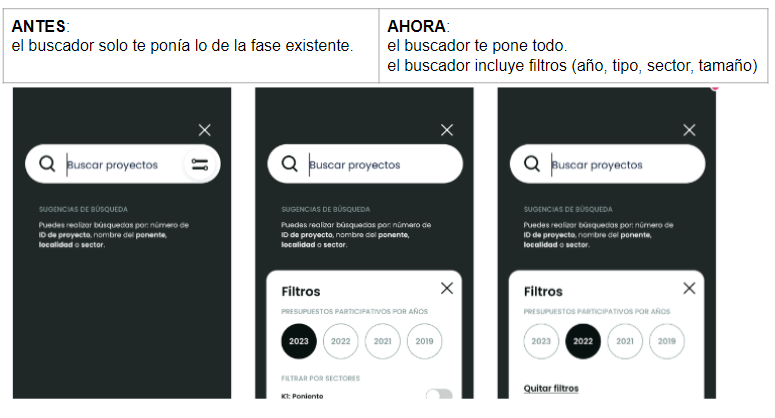 ANTES:
el buscador solo te ponía lo de la fase existente.
AHORA:
el buscador te pone todo.
el buscador incluye filtros (año, tipo, sector, tamaño)
Buscar proyectos
SUGENCIAS DE BÚSQUEDA
Puedes realizar búsquedas por: número de
ID de proyecto, nombre del ponente,
localidad o sector.
Buscar proyectos
SUGENCIAS DE BÚSQUEDA
Puedes realizar búsquedas por: número de
ID de proyecto, nombre del ponente,
localidad o sector.
Filtros
PRESUPUESTOS PARTICIPATIVOS POR AÑOS
2023 2022 2021 2019
FILTRAR POR SECTORES
K1: Poniente
Buscar proyectos
SUGENCIAS DE BÚSQUEDA
Puedes realizar búsquedas por: número de
ID de proyecto, nombre del ponente,
localidad o sector.
Filtros
PRESUPUESTOS PARTICIPATIVOS POR AÑOS
2023 2022 2021 2019
Quitar filtros